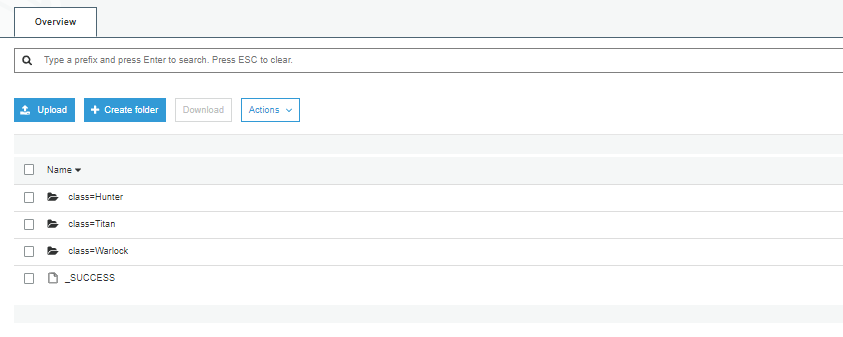 Overview
Type a prefix and press Enter to search. Press ESC to clear.
Upload Create folder Download Actions
Name
class=Hunter
class=Titan
class=Warlock
_SUCCESS